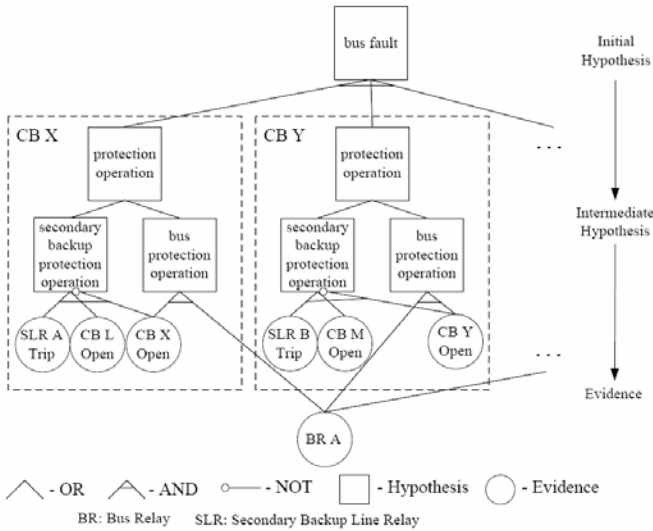 bus fault
Initial
Hypothesis
CB X
protection
operation
secondary
backup
protection
operation
bus
protection
operation
SLR A
Trip
CB L
Open
CB X
Open
CB Y
protection
operation
secondary
backup
protection
operation
bus
protection
operation
SLR B
Trip
CB M
Open
CB Y
Open
. . .
Intermediate
Hypothesis
. . .
Evidence
BR A
- OR - AND - NOT - Hypothesis - Evidence
BR: Bus Relay SLR: Secondary Backup Line Relay